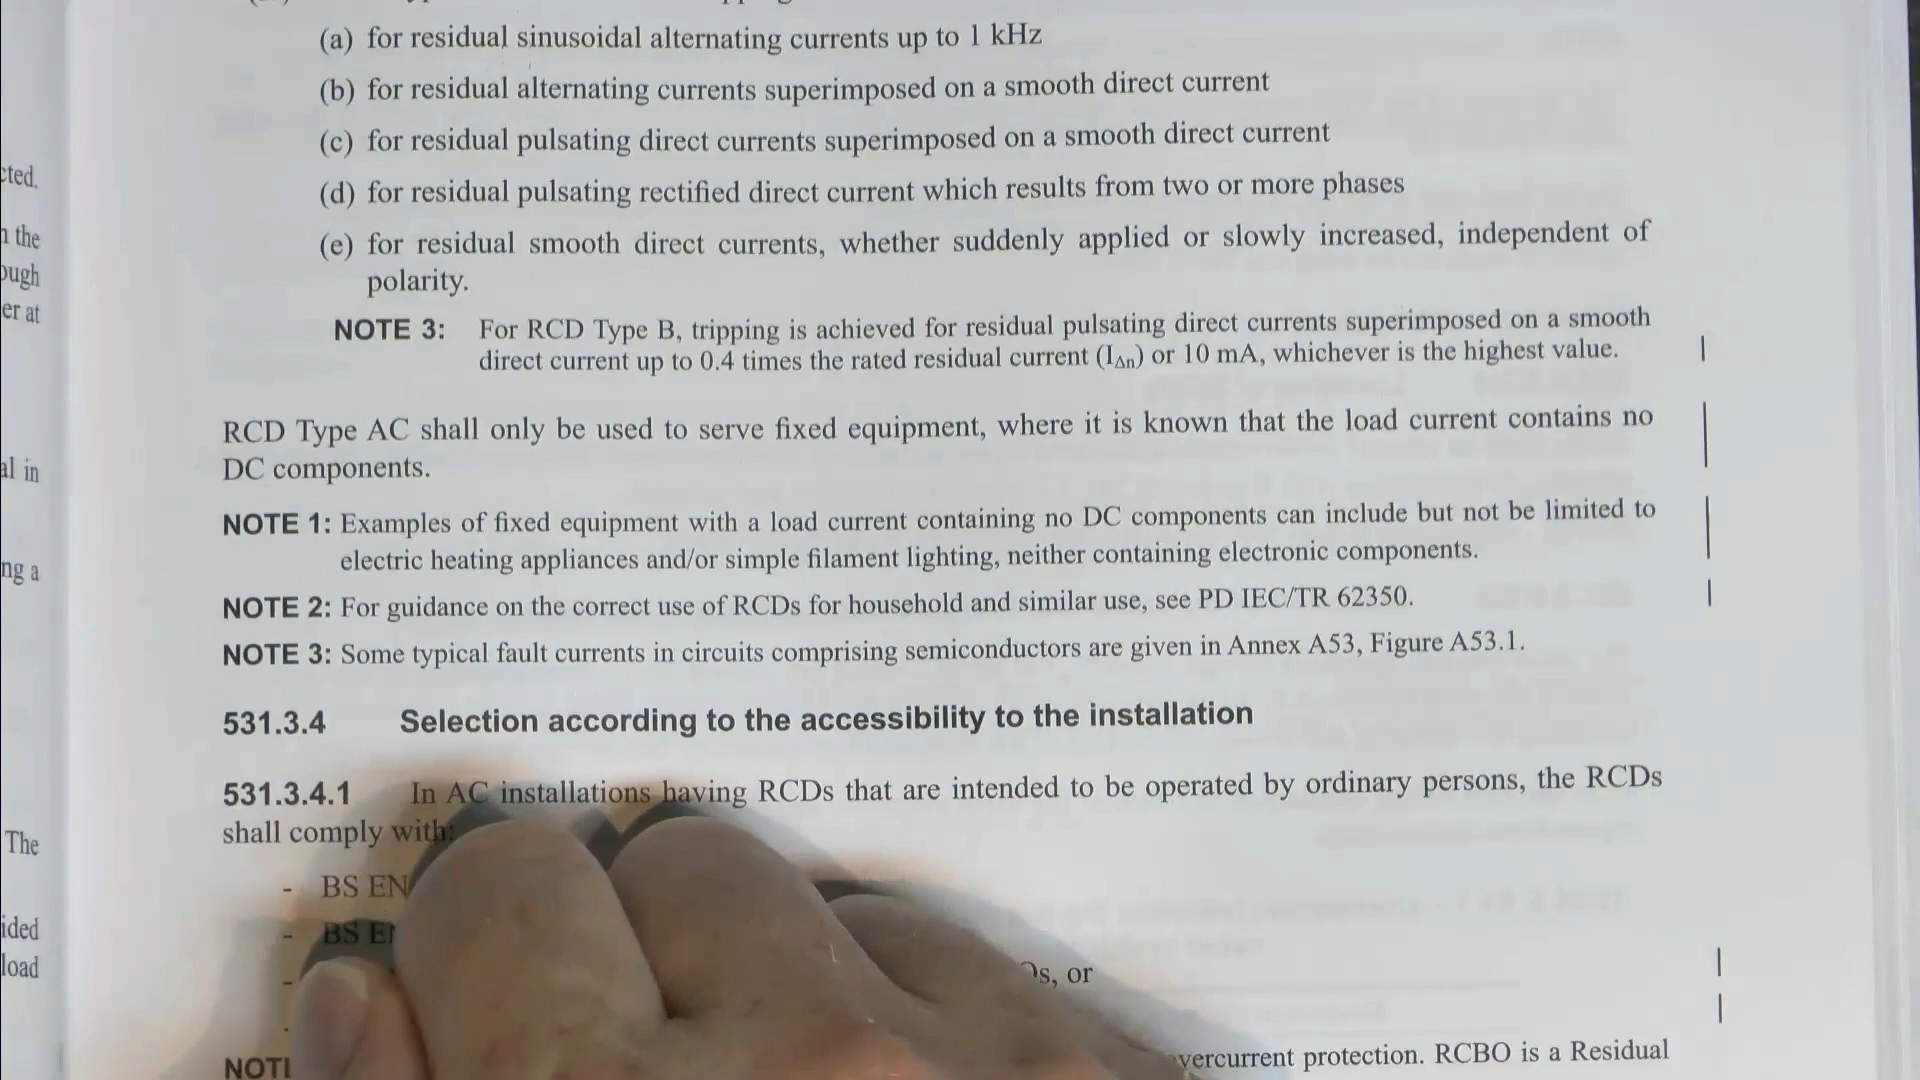 (a) for residual sinusoidal alternating currents up to 1 kHz
(b) for residual alternating currents superimposed on a smooth direct current
(c) for residual pulsating direct currents superimposed on a smooth direct current
(d) for residual pulsating rectified direct current which results from two or more phases
(e) for residual smooth direct currents, whether suddenly applied or slowly increased, independent of
polarity.
NOTE 3: For RCD Type B, tripping is achieved for residual pulsating direct currents superimposed on a smooth
direct current up to 0.4 times the rated residual current (IΔn) or 10 mA, whichever is the highest value.
RCD Type AC shall only be used to serve fixed equipment, where it is known that the load current contains no
DC components.
NOTE 1: Examples of fixed equipment with a load current containing no DC components can include but not be limited to
electric heating appliances and/or simple filament lighting, neither containing electronic components.
NOTE 2: For guidance on the correct use of RCDs for household and similar use, see PD IEC/TR 62350.
NOTE 3: Some typical fault currents in circuits comprising semiconductors are given in Annex A53, Figure A53.1.
531.3.4 Selection according to the accessibility to the installation
531.3.4.1 In AC installations having RCDs that are intended to be operated by ordinary persons, the RCDs
shall comply with:
- BS EN
- BS
- or
-
protection. RCBO is a Residual
the
er at
in
a
The
load